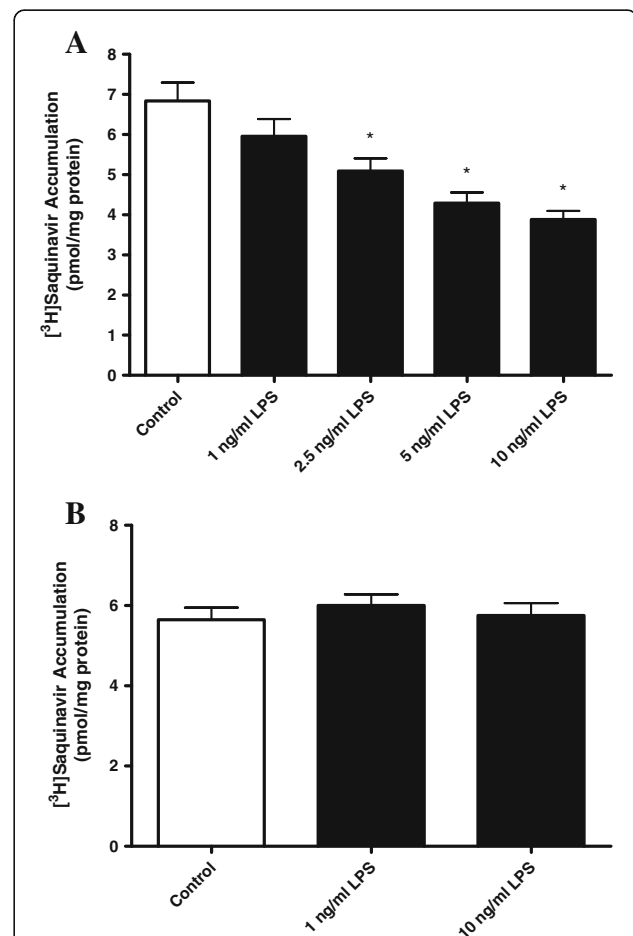 A
[³H]Saquinavir Accumulation
(pmol/mg protein)
8
7
6
5
4
3
2
1
0
*
*
*
Control
1 ng/ml LPS
2.5 ng/ml LPS
5 ng/ml LPS
10 ng/ml LPS
B
[³H]Saquinavir Accumulation
(pmol/mg protein)
8
6
4
2
0
Control
1 ng/ml LPS
10 ng/ml LPS